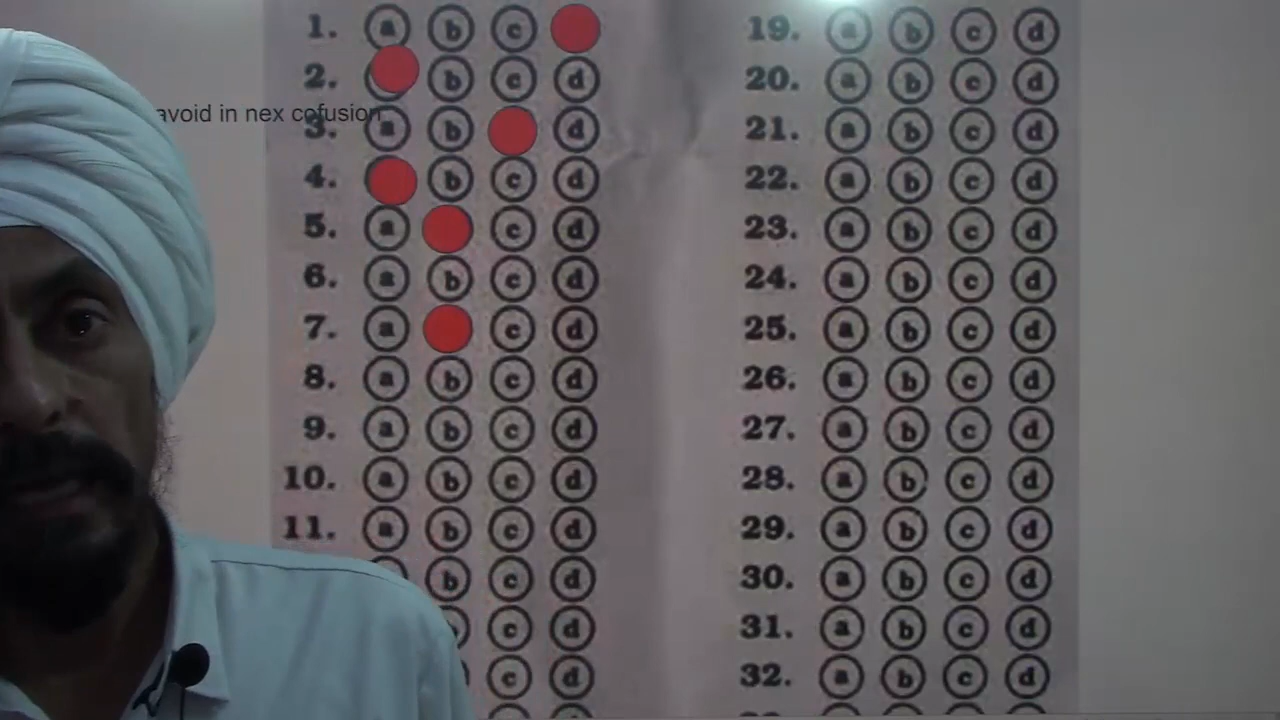 avoid in nex cofusion
1. a b c
2. b c d
3. a b d
4. b c d
5. a c d
6. a b c d
7. a c d
8. a b c d
9. a b c d
10. a b c d
11. a b c d
b c d
c d
c d
19. a b c d
20. a b c d
21. a b c d
22. a b c d
23. a b c d
24. a b c d
25. a b c d
26. a b c d
27. a b c d
28. a b c d
29. a b c d
30. a b c d
31. a b c d
32. a b c d